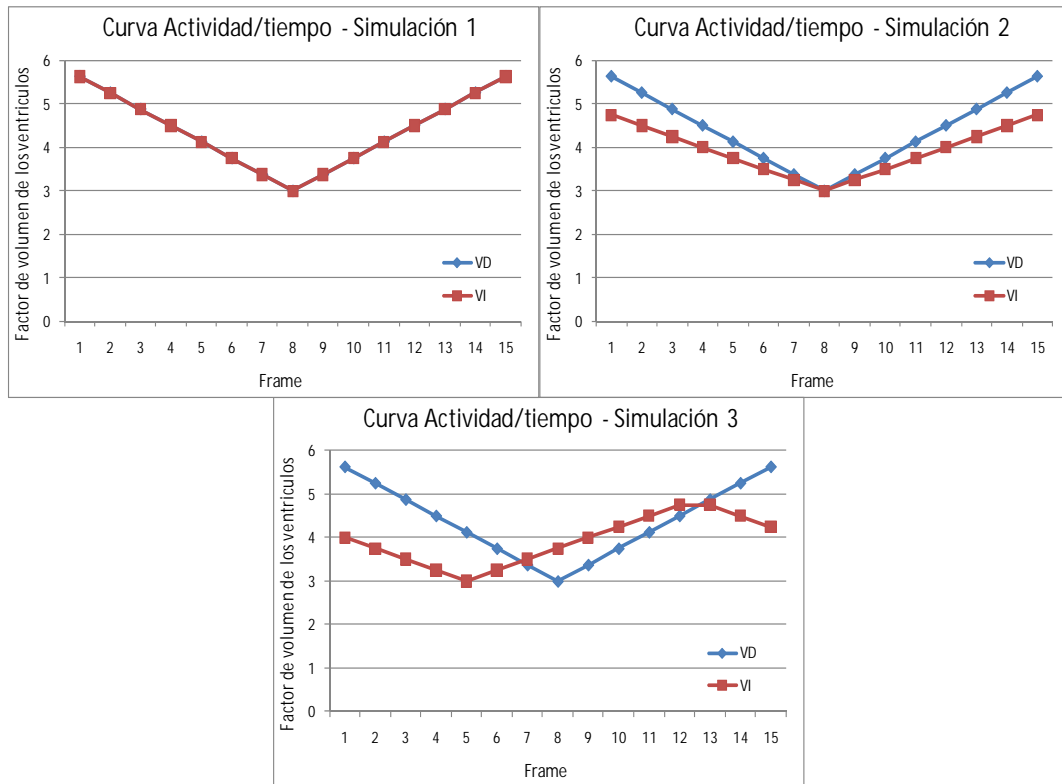 Curva Actividad/tiempo - Simulación 1
Factor de volumen de los ventriculos
6
5
4
3
2
1
0
VD
VI
1 2 3 4 5 6 7 8 9 10 11 12 13 14 15
Frame
Curva Actividad/tiempo - Simulación 2
Factor de volumen de los ventriculos
6
5
4
3
2
1
0
VD
VI
1 2 3 4 5 6 7 8 9 10 11 12 13 14 15
Frame
Curva Actividad/tiempo - Simulación 3
Factor de volumen de los ventriculos
6
5
4
3
2
1
0
VD
VI
1 2 3 4 5 6 7 8 9 10 11 12 13 14 15
Frame